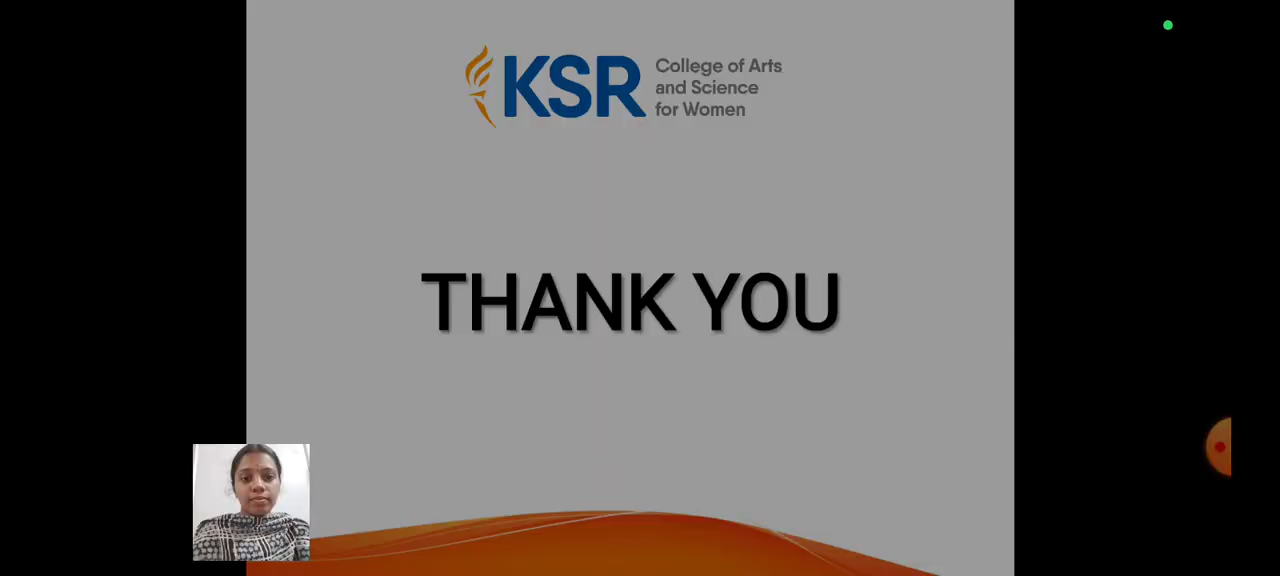 KSR
College of Arts
and Science
for Women
THANK YOU